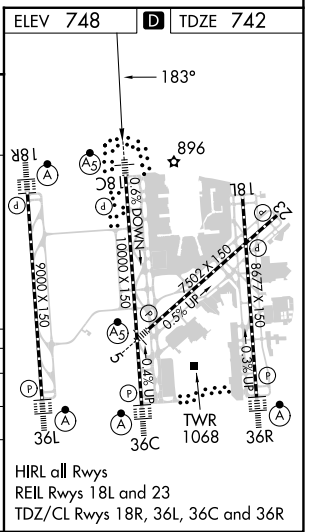 ELEV 748 D TDZE 742
183°
896
18R
A
A5
18C
18L
23
P
P
P
0.6% DOWN
9000 X 150
10000 X 150
7502 X 150
0.5% UP
8677 X 150
P
P
A5
5
0.4% UP
0.3% UP
P
P
A
A
TWR
1068
A
36L
36C
36R
HIRL all Rwys
REIL Rwys 18L and 23
TDZ/CL Rwys 18R, 36L, 36C and 36R